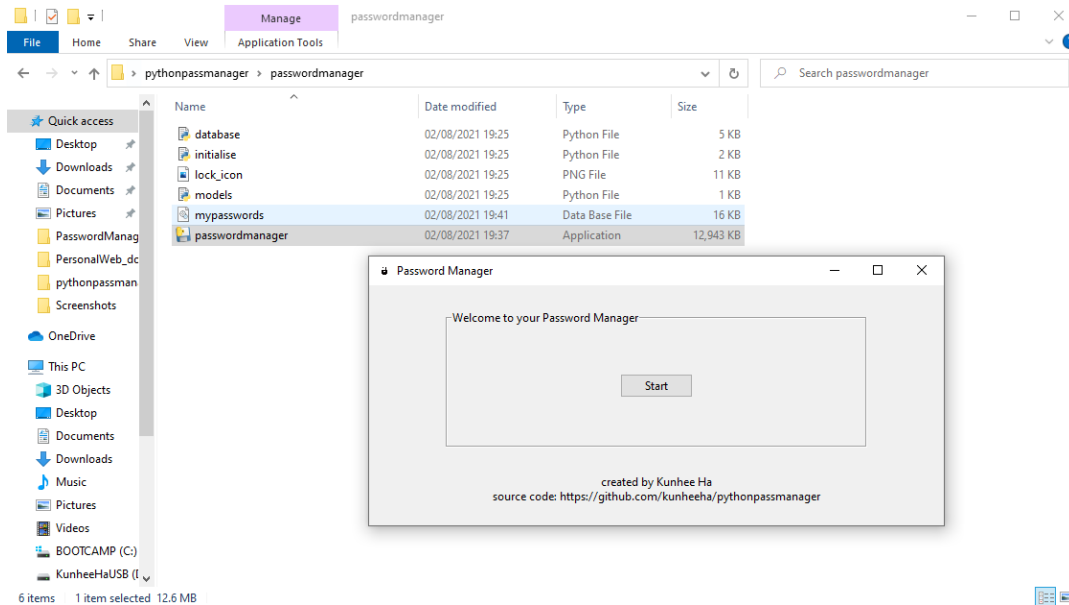 Manage
passwordmanager
File Home Share View Application Tools
pythonpassmanager > passwordmanager
Search passwordmanager
Name Date modified Type Size
Quick access
Desktop
Downloads
Documents
Pictures
PasswordManag
PersonalWeb_dc
pythonpassman
Screenshots
OneDrive
This PC
3D Objects
Desktop
Documents
Downloads
Music
Pictures
Videos
BOOTCAMP (C:)
KunheeHaUSB (D
database 02/08/2021 19:25 Python File 5 KB
initialise 02/08/2021 19:25 Python File 2 KB
lock_icon 02/08/2021 19:25 PNG File 11 KB
models 02/08/2021 19:25 Python File 1 KB
mypasswords 02/08/2021 19:41 Data Base File 16 KB
passwordmanager 02/08/2021 19:37 Application 12,943 KB
Password Manager
Welcome to your Password Manager
Start
created by Kunhee Ha
source code: https://github.com/kunheeha/pythonpassmanager
6 items 1 item selected 12.6 MB